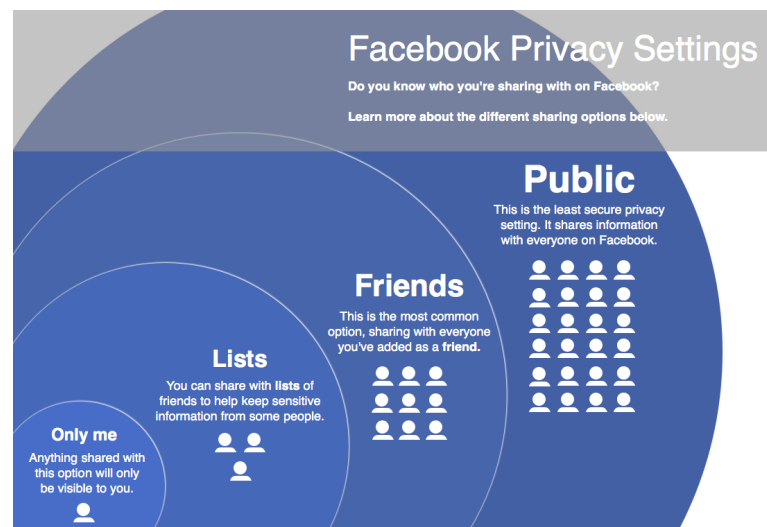 Facebook Privacy Settings
Do you know who you're sharing with on Facebook?
Learn more about the different sharing options below.
Public
This is the least secure privacy
setting. It shares information
with everyone on Facebook.
Friends
This is the most common
option, sharing with everyone
you've added as a friend.
Lists
You can share with lists of
friends to help keep sensitive
information from some people.
Only me
Anything shared with
this option will only
be visible to you.